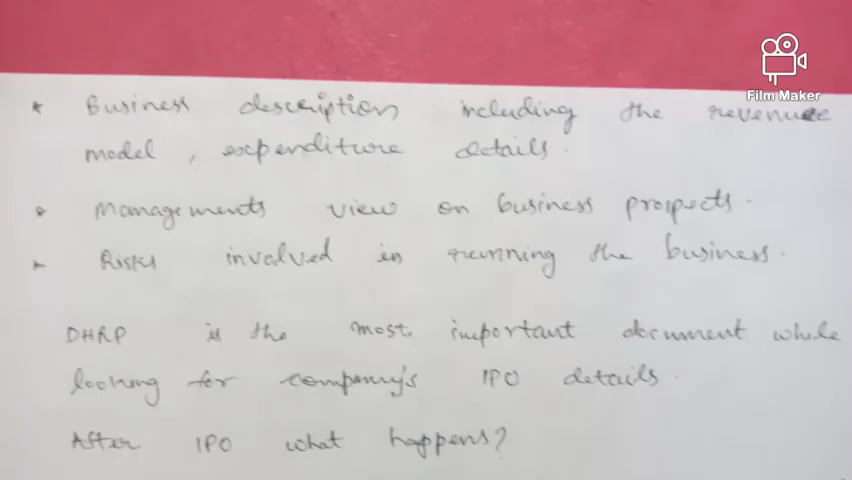 Film Maker
* Business description including the revenue
model, expenditure details.
* Managements view on business prospects.
* Risks involved in running the business.
DHRP is the most important document while
looking for company's IPO details.
After IPO what happens?